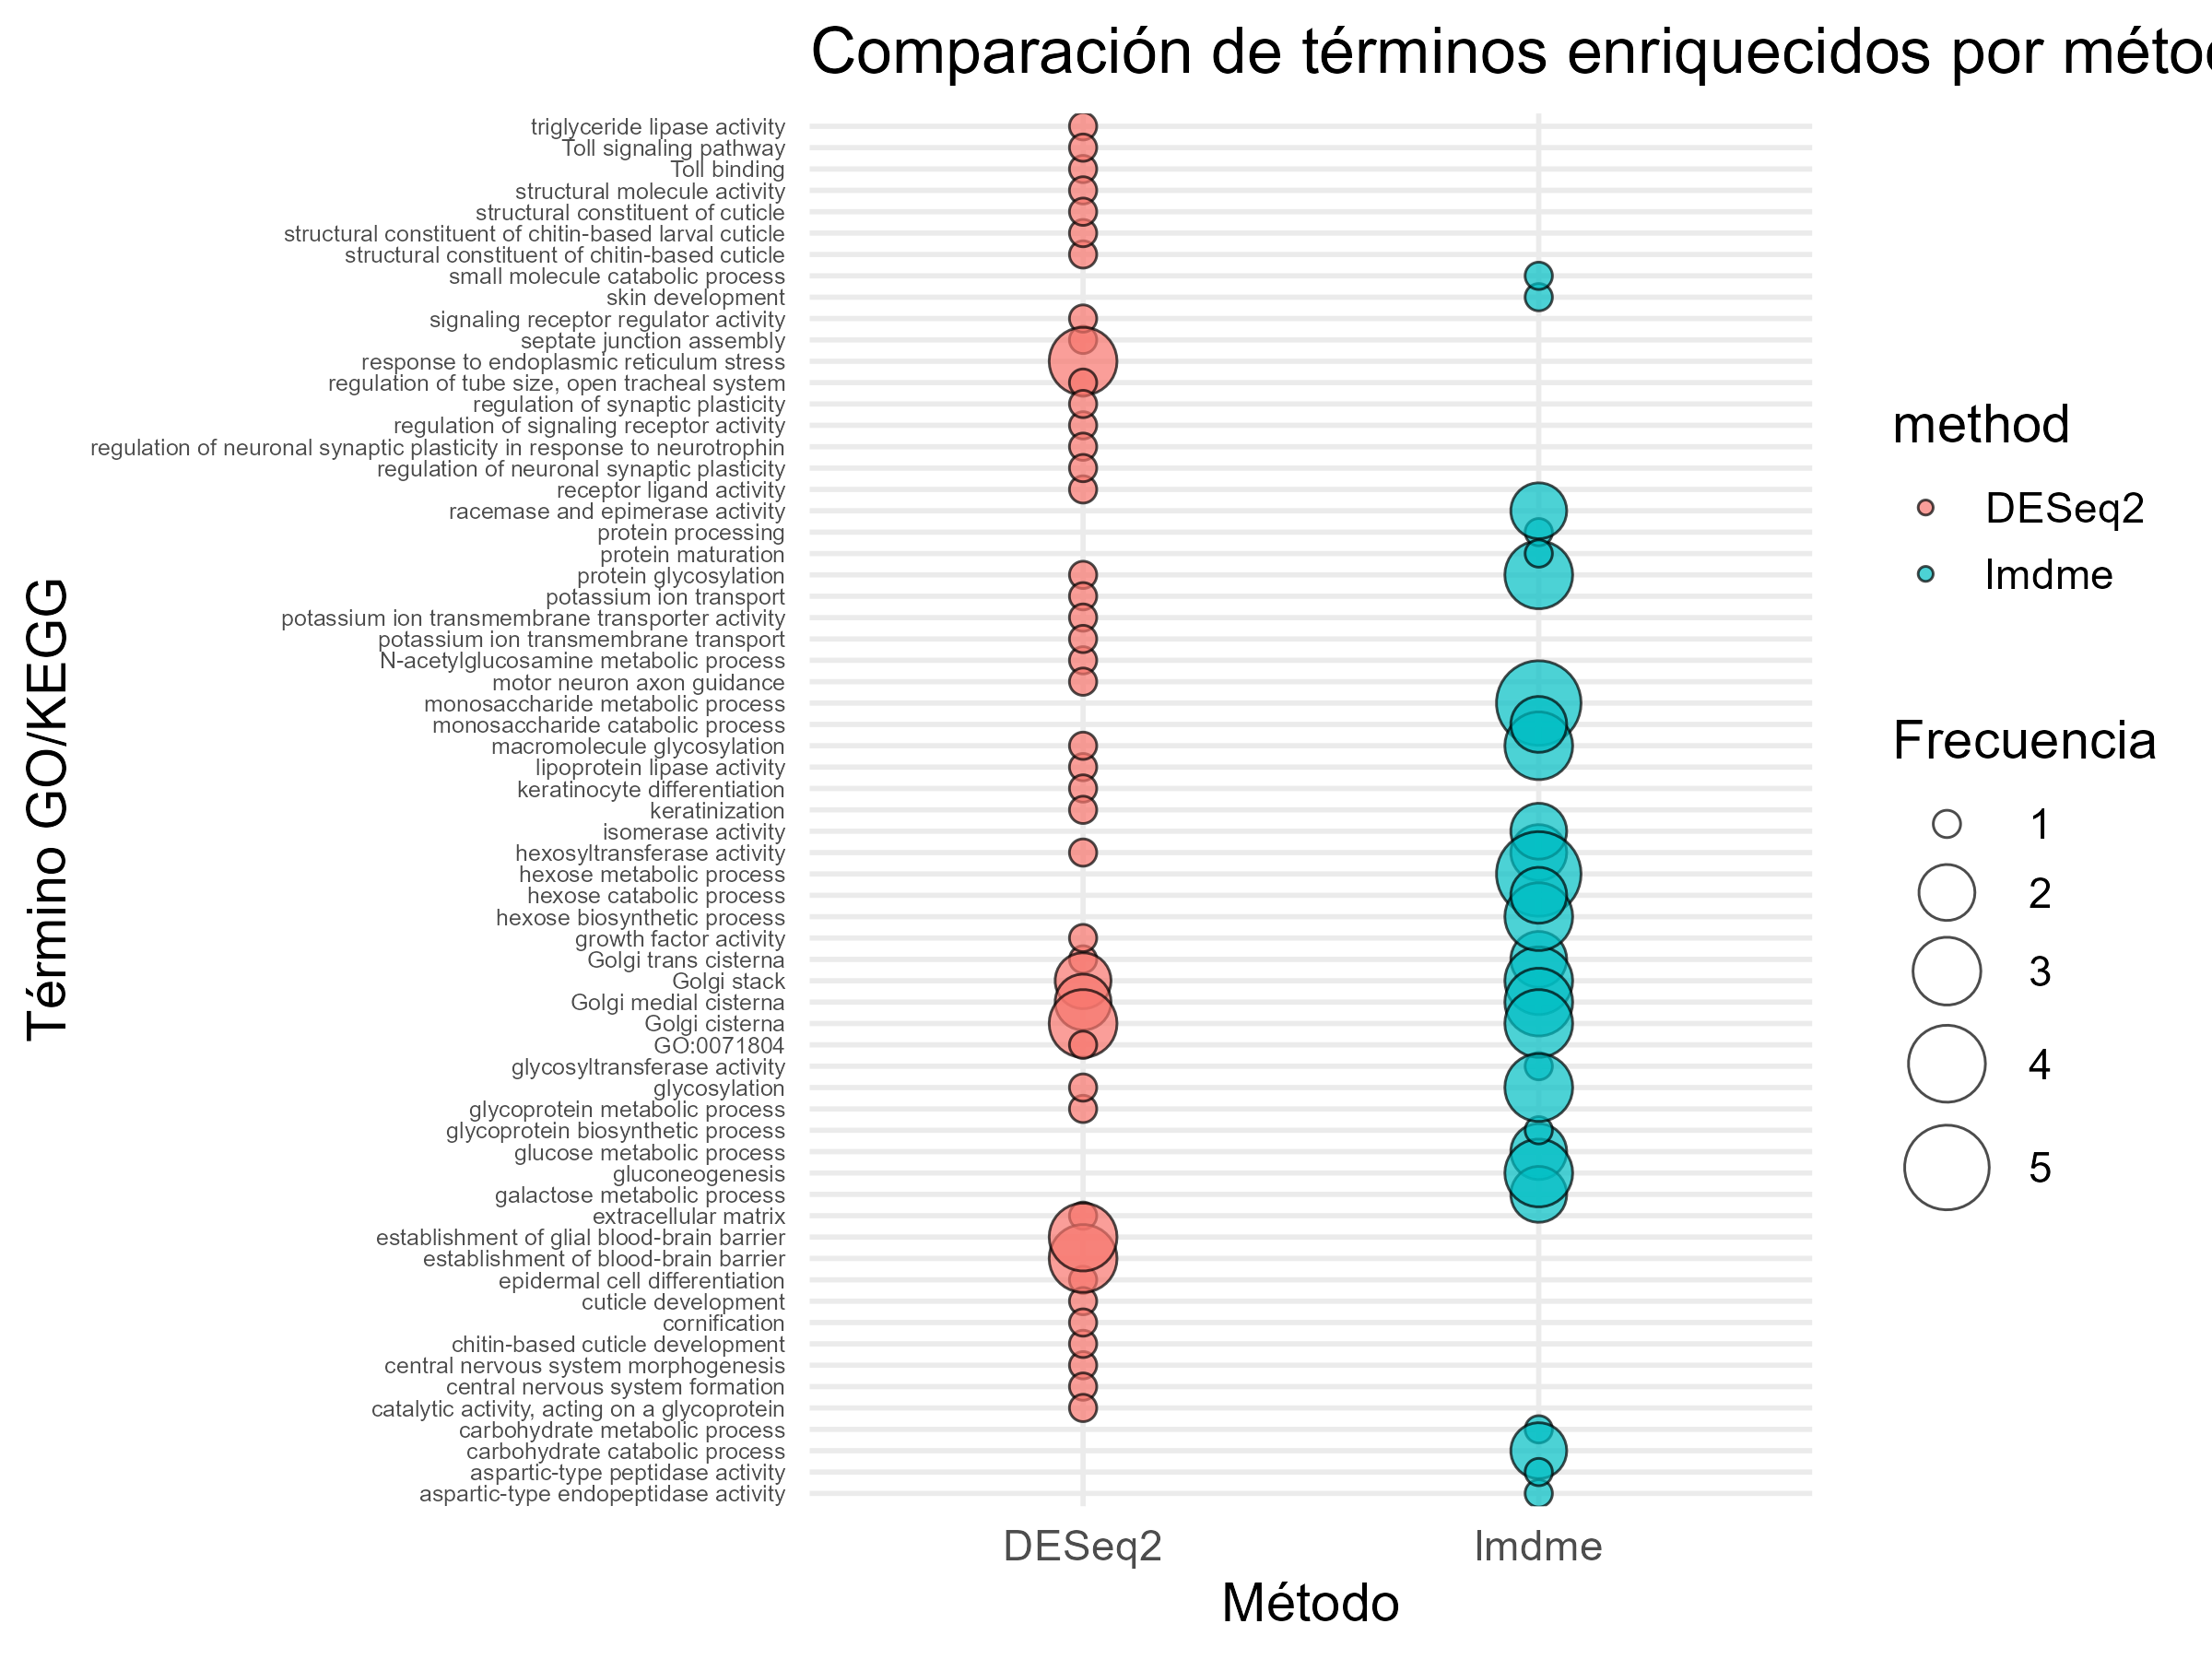 Comparación de términos enriquecidos por métod
triglyceride lipase activity
Toll signaling pathway
Toll binding
structural molecule activity
structural constituent of cuticle
structural constituent of chitin-based larval cuticle
structural constituent of chitin-based cuticle
small molecule catabolic process
skin development
signaling receptor regulator activity
septate junction assembly
response to endoplasmic reticulum stress
regulation of tube size, open tracheal system
regulation of synaptic plasticity
regulation of signaling receptor activity
regulation of neuronal synaptic plasticity in response to neurotrophin
regulation of neuronal synaptic plasticity
receptor ligand activity
racemase and epimerase activity
protein processing
protein maturation
protein glycosylation
potassium ion transport
potassium ion transmembrane transporter activity
potassium ion transmembrane transport
N-acetylglucosamine metabolic process
motor neuron axon guidance
monosaccharide metabolic process
monosaccharide catabolic process
macromolecule glycosylation
lipoprotein lipase activity
keratinocyte differentiation
keratinization
isomerase activity
hexosyltransferase activity
hexose metabolic process
hexose catabolic process
hexose biosynthetic process
growth factor activity
Golgi trans cisterna
Golgi stack
Golgi medial cisterna
Golgi cisterna
GO:0071804
glycosyltransferase activity
glycosylation
glycoprotein metabolic process
glycoprotein biosynthetic process
glucose metabolic process
gluconeogenesis
galactose metabolic process
extracellular matrix
establishment of glial blood-brain barrier
establishment of blood-brain barrier
epidermal cell differentiation
cuticle development
cornification
chitin-based cuticle development
central nervous system morphogenesis
central nervous system formation
catalytic activity, acting on a glycoprotein
carbohydrate metabolic process
carbohydrate catabolic process
aspartic-type peptidase activity
aspartic-type endopeptidase activity
Término GO/KEGG
DESeq2
lmdme
Método
method
DESeq2
lmdme
Frecuencia
1
2
3
4
5